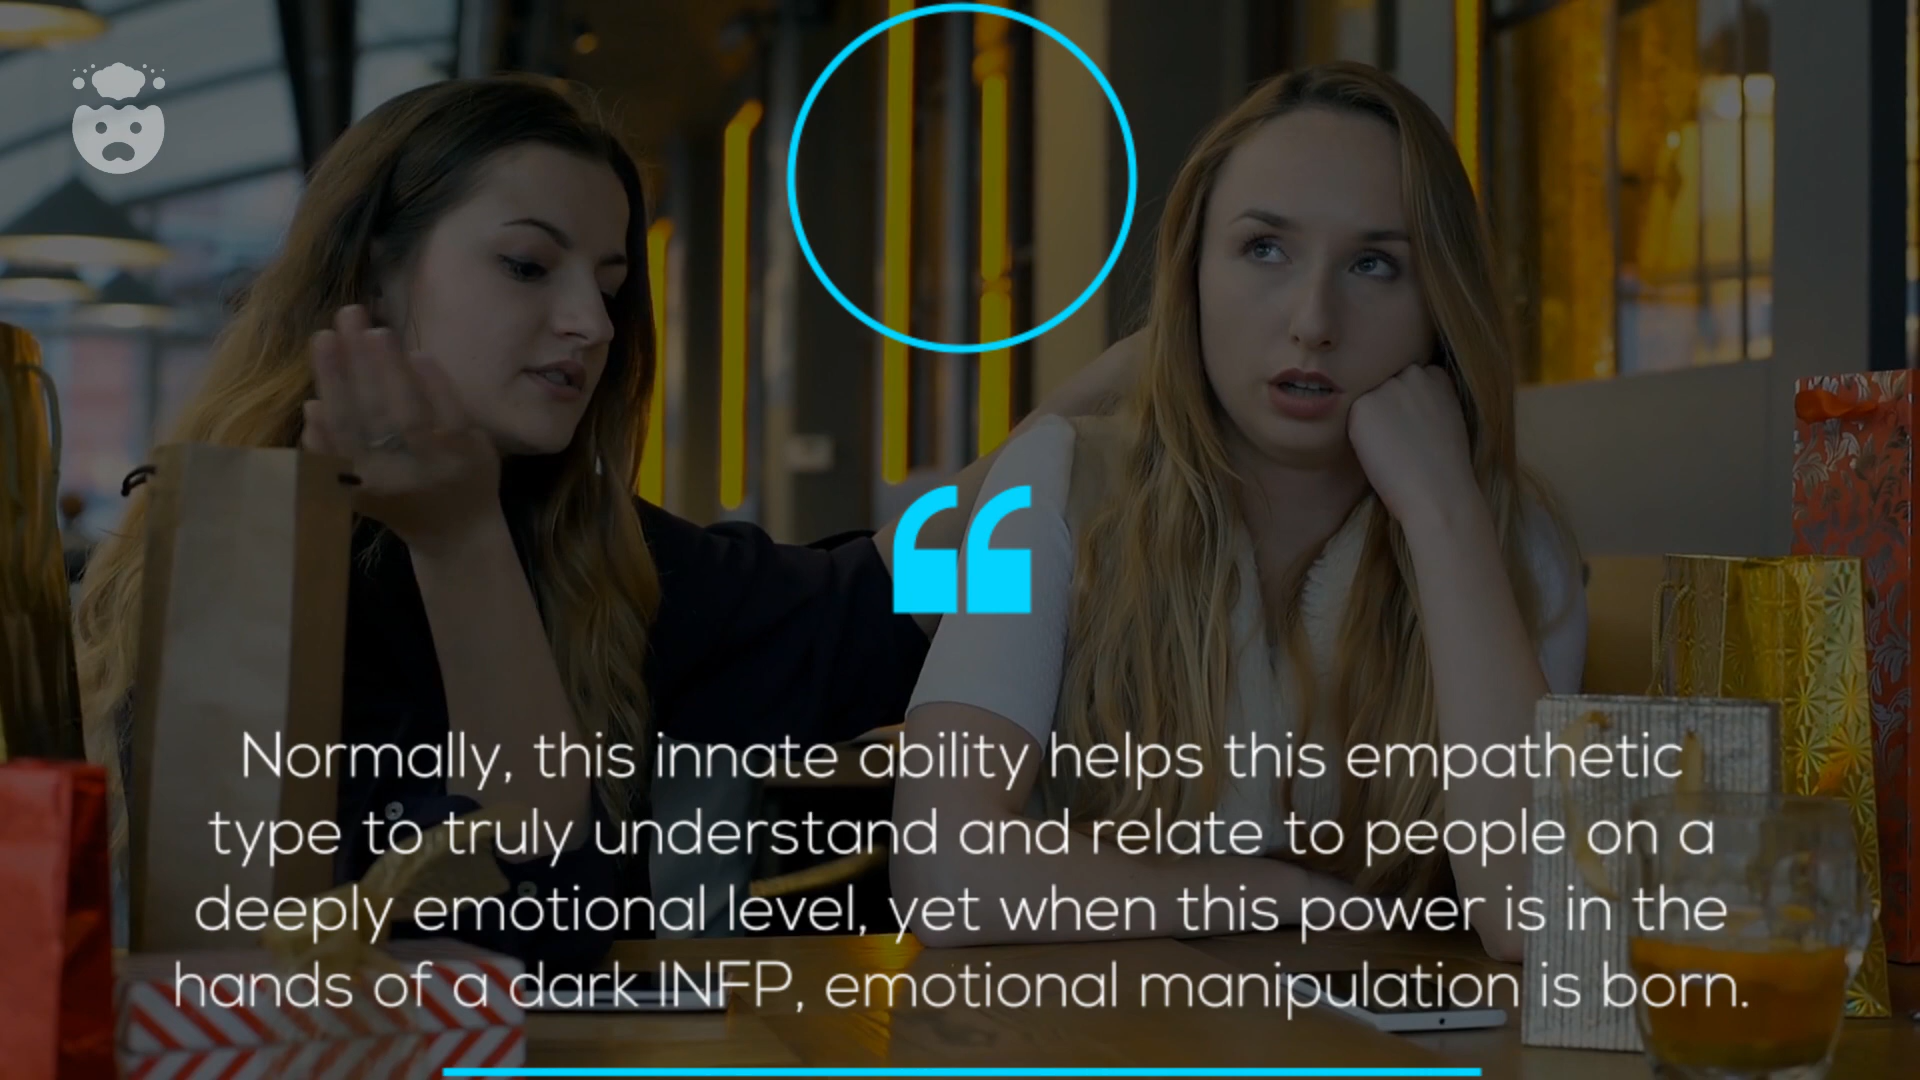 Normally, this innate ability helps this empathetic
type to truly understand and relate to people on a
deeply emotional level, yet when this power is in the
hands of a dark INFP, emotional manipulation is born.